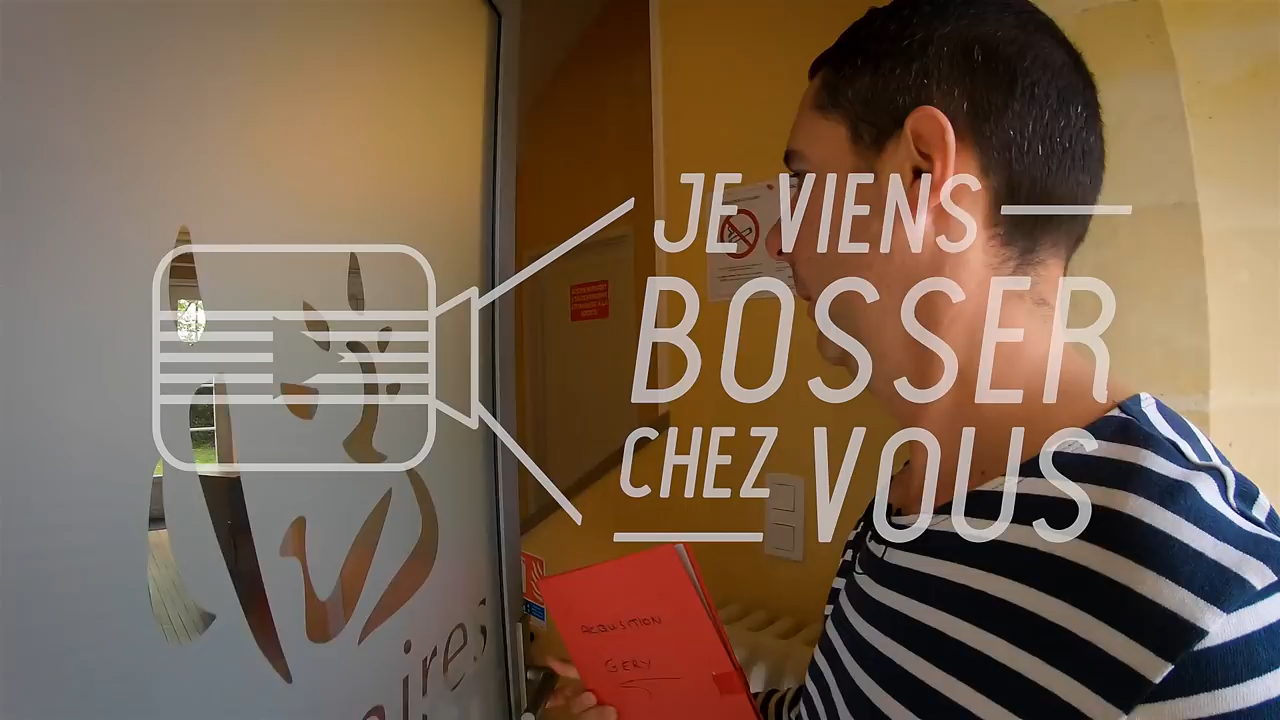 JE VIENS
BOSSER
CHEZ VOUS
ACQUISITION
GERY